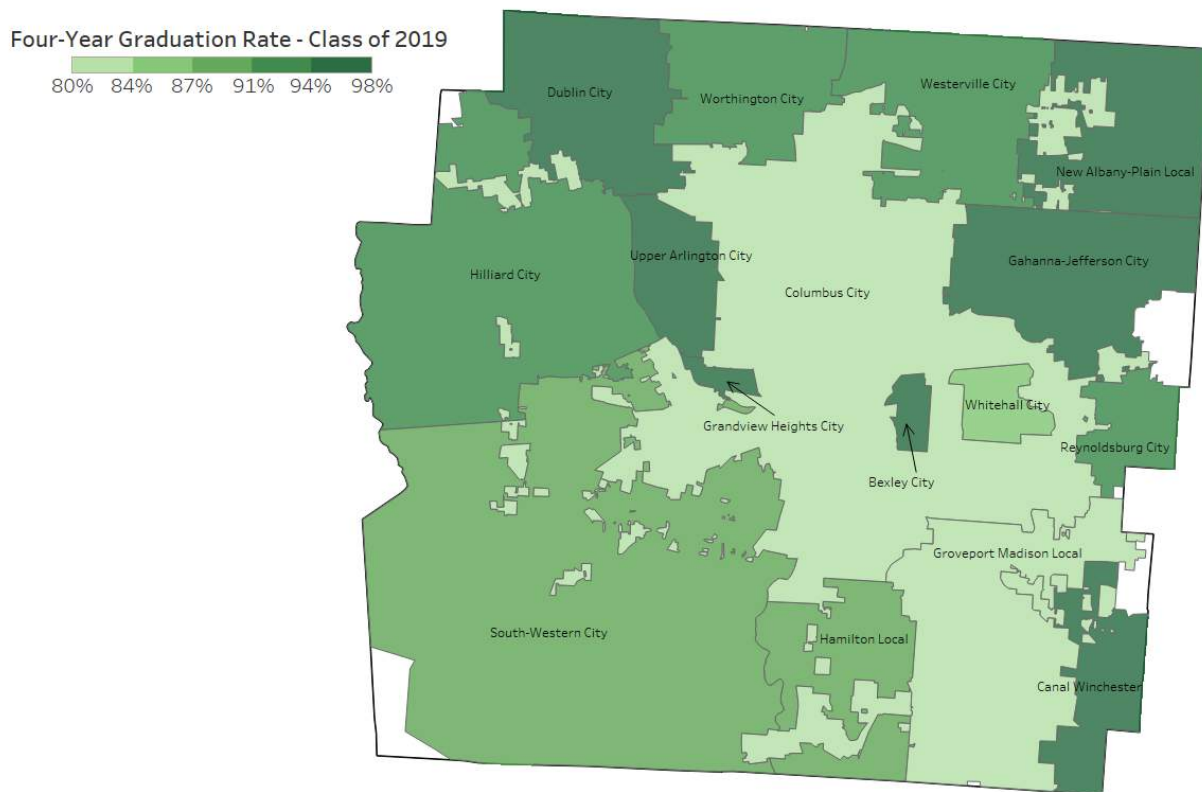 Four-Year Graduation Rate - Class of 2019
80% 84% 87% 91% 94% 98%
Dublin City
Worthington City
Westerville City
New Albany-Plain Local
Upper Arlington City
Gahanna-Jefferson City
Hilliard City
Columbus City
Whitehall City
Grandview Heights City
Reynoldsburg City
Bexley City
Groveport Madison Local
South-Western City
Hamilton Local
Canal Winchester